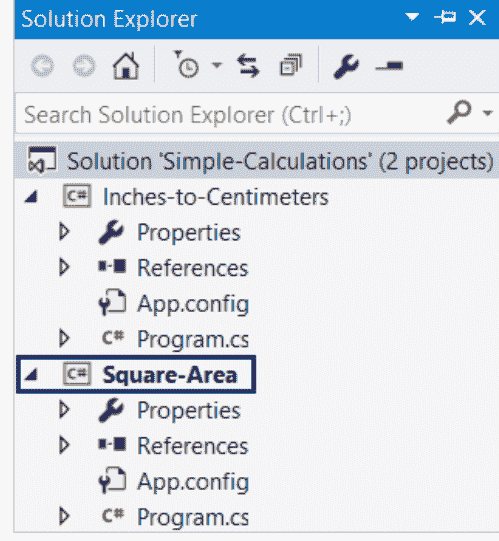 Solution Explorer
Search Solution Explorer (Ctrl+;)
Solution 'Simple-Calculations' (2 projects)
C# Inches-to-Centimeters
Properties
References
App.config
C# Program.cs
C# Square-Area
Properties
References
App.config
C# Program.cs